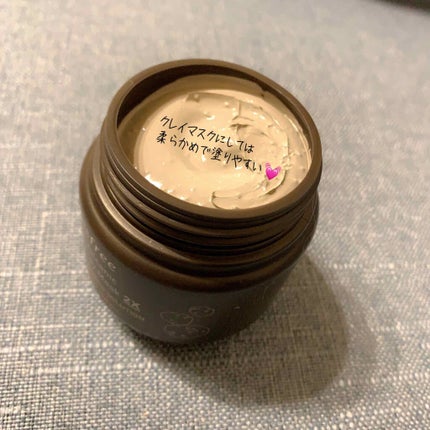 クレイマスクにしては
柔らかめで塗りやすい💕
2X